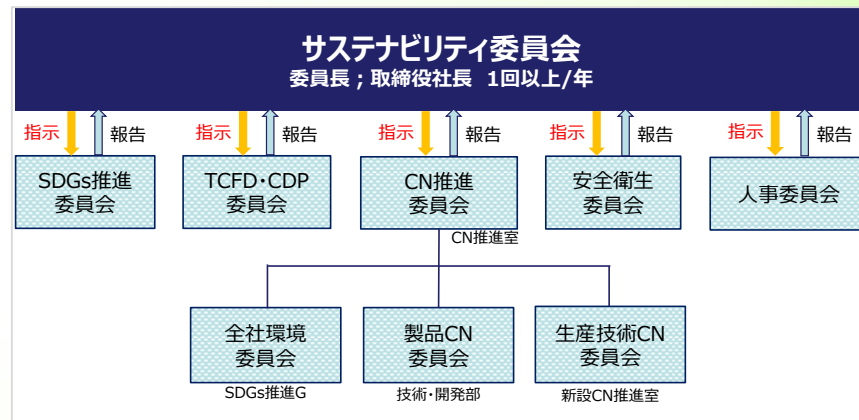 サステナビリティ委員会
委員長；取締役社長 1回以上/年
指示 報告 指示 報告 指示 報告 指示 報告 指示 報告
SDGs推進
委員会
TCFD・CDP
委員会
CN推進
委員会
安全衛生
委員会
人事委員会
CN推進室
全社環境
委員会
製品CN
委員会
生産技術CN
委員会
SDGs推進G
技術・開発部
新設CN推進室